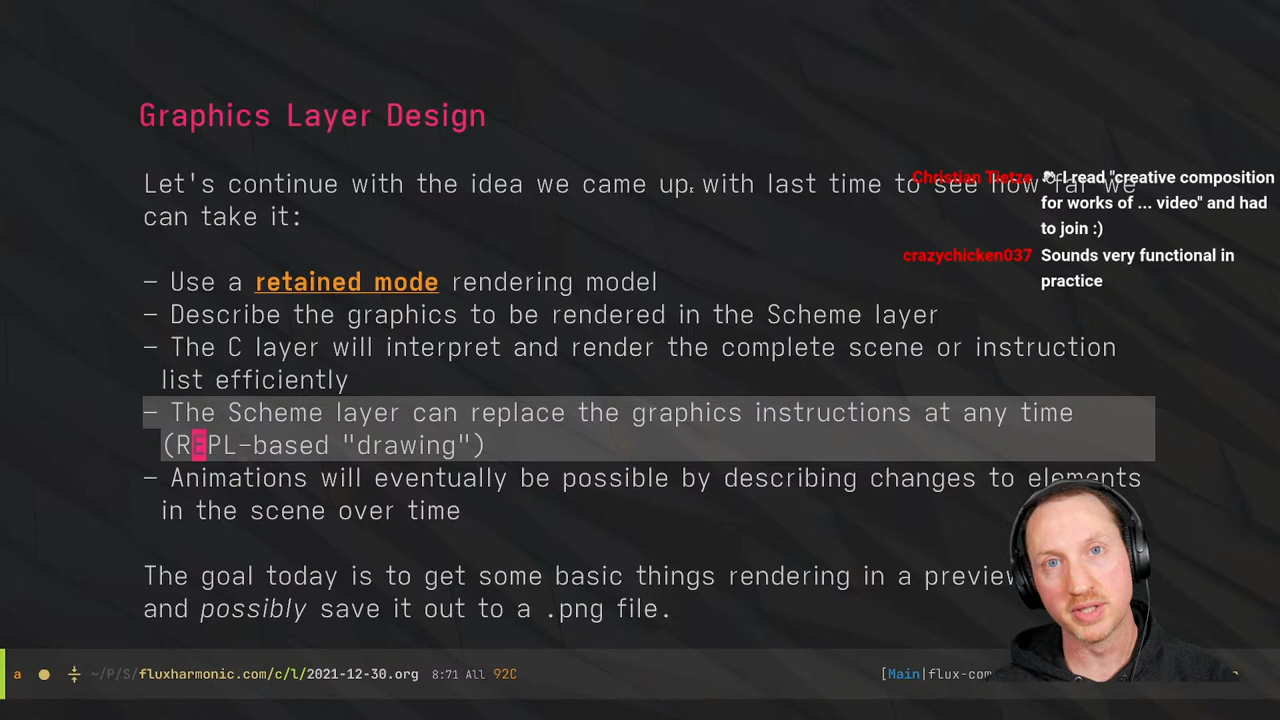 Graphics Layer Design
Let's continue with the idea we came up with last time to see how far we
can take it:
– Use a retained mode rendering model
– Describe the graphics to be rendered in the Scheme layer
– The C layer will interpret and render the complete scene or instruction
list efficiently
– The Scheme layer can replace the graphics instructions at any time
(REPL-based "drawing")
– Animations will eventually be possible by describing changes to elements
in the scene over time
The goal today is to get some basic things rendering in a preview
and possibly save it out to a .png file.
Christian Tietze I read "creative composition
for works of ... video" and had
to join :)
crazychicken037 Sounds very functional in
practice
a ~/P/S/fluxharmonic.com/c/l/2021-12-30.org 8:71 All 92C [Main|flux-com